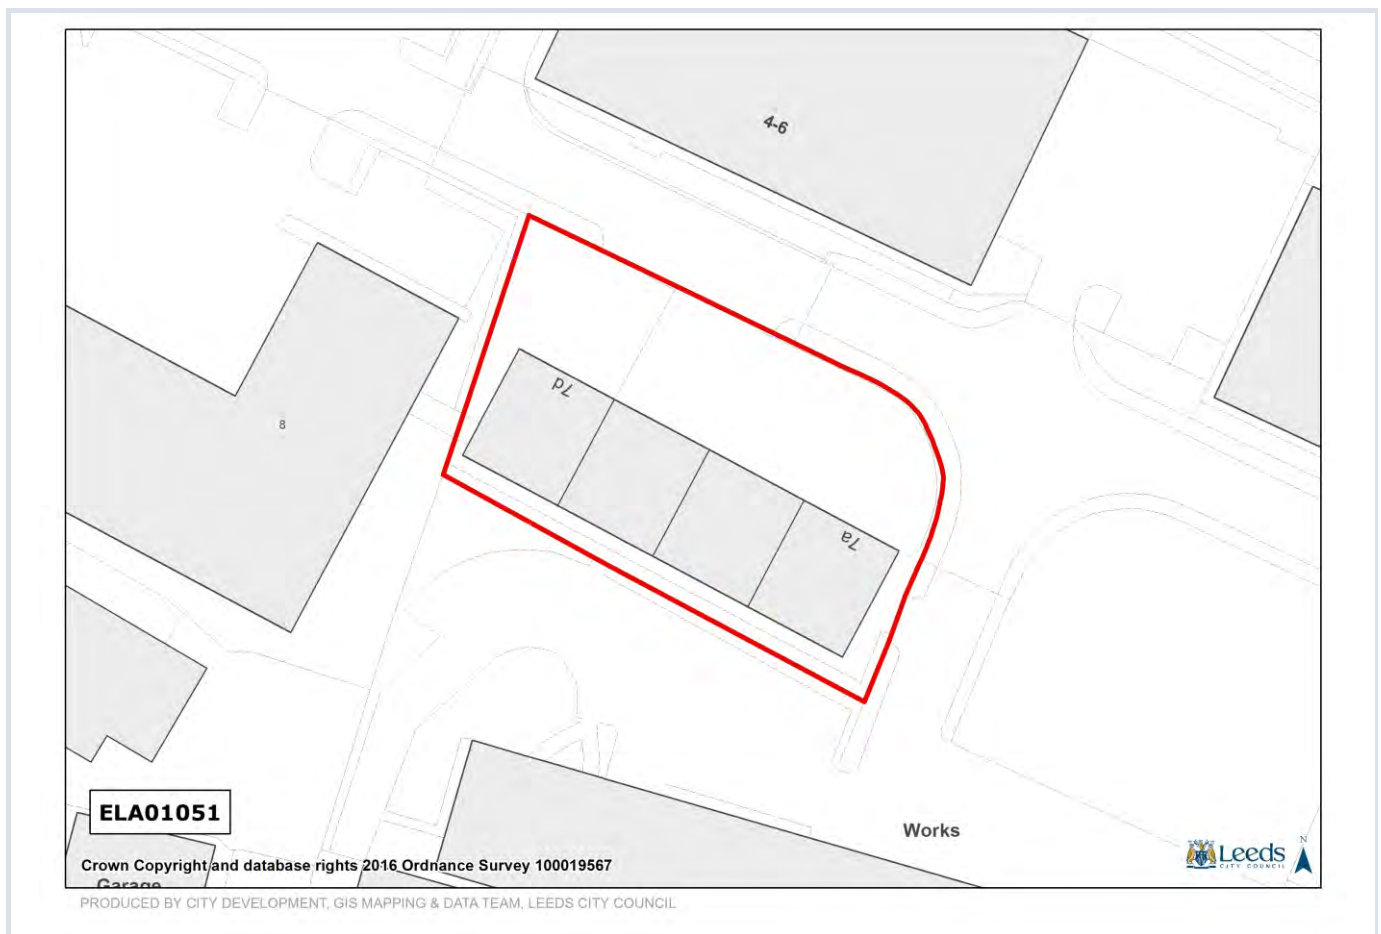 4-6
7d
8
7a
Works
ELA01051
Crown Copyright and database rights 2016 Ordnance Survey 100019567
Garage
Leeds
CITY COUNCIL
N
PRODUCED BY CITY DEVELOPMENT, GIS MAPPING & DATA TEAM, LEEDS CITY COUNCIL